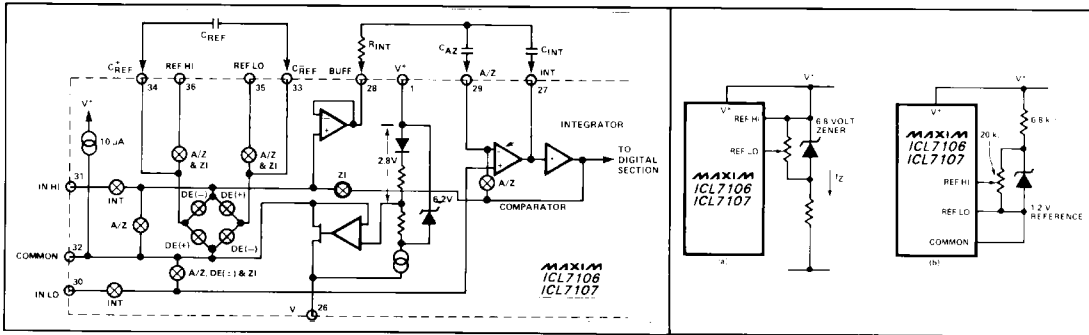 CREF
RINT
CAZ
CINT
C+REF
REF HI
REF LO
C−REF
BUFF
V+
A/Z
INT
34
36
35
33
28
1
29
27
V+
10 µA
A/Z
& ZI
A/Z
& ZI
2.8V
INTEGRATOR
TO
DIGITAL
SECTION
IN HI
31
INT
DE(−)
DE(+)
ZI
A/Z
6.2V
A/Z
DE(+)
DE(−)
COMPARATOR
COMMON
32
A/Z, DE(±) & ZI
IN LO
30
INT
V
26
MAXIM
ICL7106
ICL7107
V+
V+
REF HI
REF LO
6.8 VOLT
ZENER
IZ
MAXIM
ICL7106
ICL7107
(a)
V+
V+
MAXIM
ICL7106
ICL7107
20 k
6.8 k
REF HI
REF LO
COMMON
1.2 V
REFERENCE
(b)